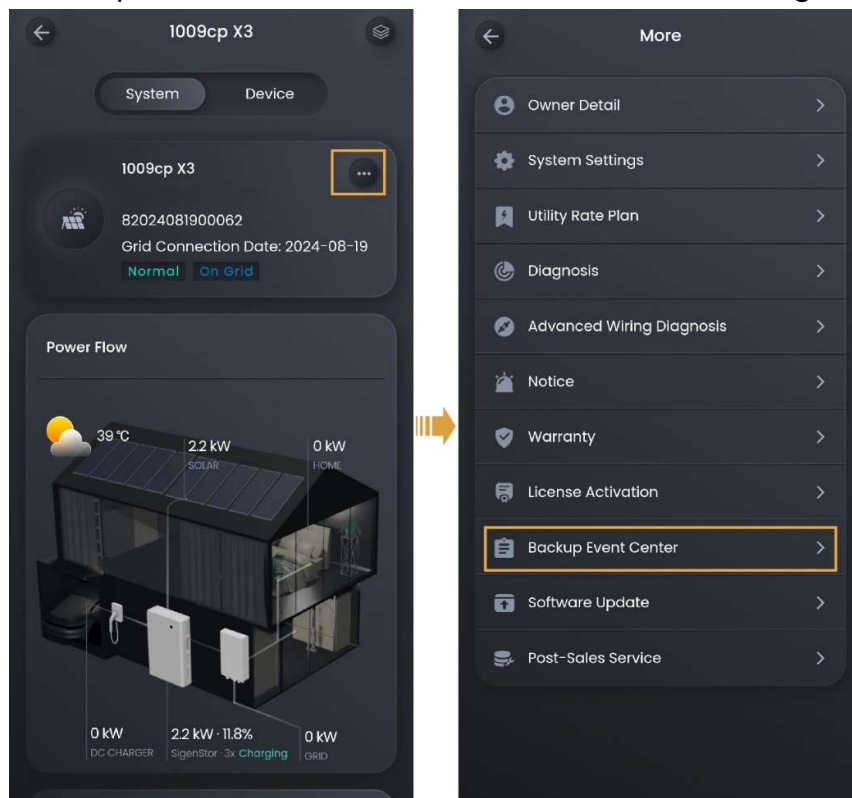 1009cp X3
System Device
1009cp X3
82024081900062
Grid Connection Date: 2024-08-19
Normal On Grid
Power Flow
39 °C
2.2 kW
SOLAR
0 kW
HOME
0 kW
DC CHARGER
2.2 kW · 11.8%
SigenStor · 3x Charging
0 kW
GRID
More
Owner Detail
System Settings
Utility Rate Plan
Diagnosis
Advanced Wiring Diagnosis
Notice
Warranty
License Activation
Backup Event Center
Software Update
Post-Sales Service